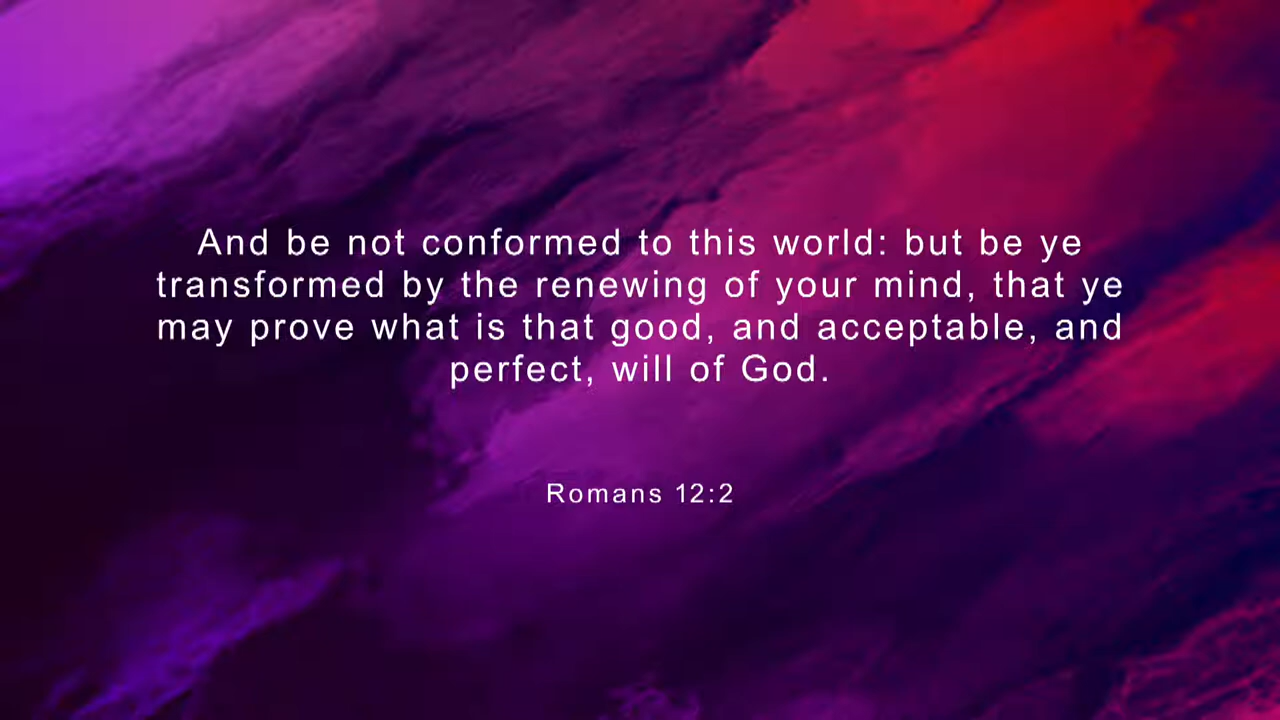 And be not conformed to this world: but be ye
transformed by the renewing of your mind, that ye
may prove what is that good, and acceptable, and
perfect, will of God.
Romans 12:2